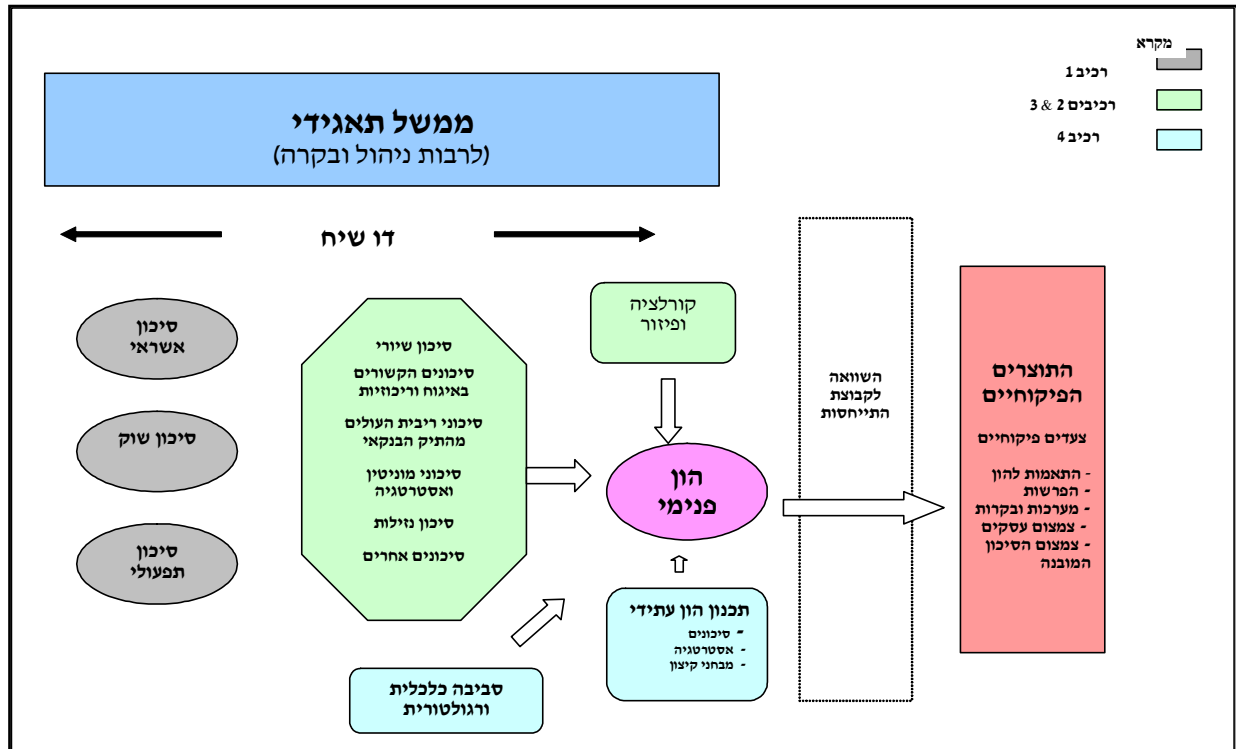 מקרא
רכיב 1
רכיבים 2 & 3
רכיב 4
ממשל תאגידי
(לרבות ניהול ובקרה)
דו שיח
סיכון
אשראי
סיכון שוק
סיכון
תפעולי
סיכון שיורי
סיכונים הקשורים
באיגוח וריכוזיות
סיכוני ריבית העולים
מהתיק הבנקאי
סיכוני מוניטין
ואסטרטגיה
סיכון נזילות
סיכונים אחרים
סביבה כלכלית
ורגולטורית
קורלציה
ופיזור
הון
פנימי
תכנון הון עתידי
- סיכונים
- אסטרטגיה
- מבחני קיצון
השוואה
לקבוצת
התייחסות
התוצרים
הפיקוחיים
צעדים פיקוחיים
- התאמות להון
- הפרשות
- מערכות ובקרות
- צמצום עסקים
- צמצום הסיכון
המובנה